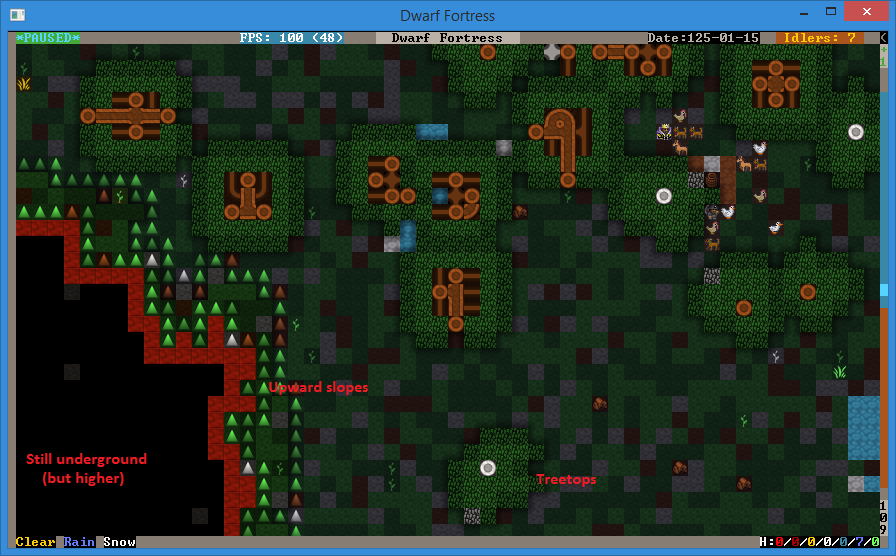 Dwarf Fortress
*PAUSED*
FPS: 100 (48)
Dwarf Fortress
Date:125-01-15
Idlers: 7
Upward slopes
Still underground
(but higher)
Treetops
Clear Rain Snow
H:0/0/0/0/0/7/0